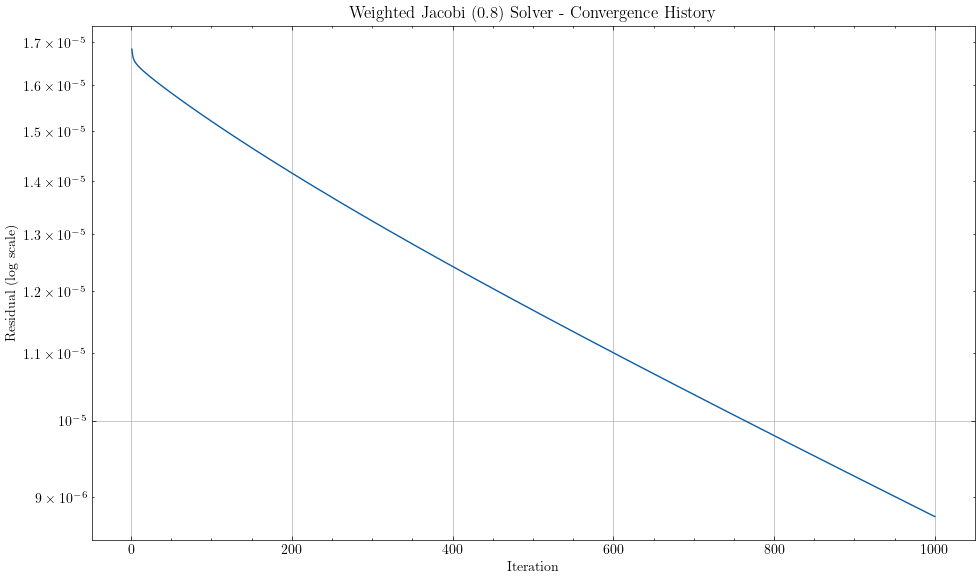 Weighted Jacobi (0.8) Solver - Convergence History
Residual (log scale)
1.7 × 10⁻⁵
1.6 × 10⁻⁵
1.5 × 10⁻⁵
1.4 × 10⁻⁵
1.3 × 10⁻⁵
1.2 × 10⁻⁵
1.1 × 10⁻⁵
10⁻⁵
9 × 10⁻⁶
0 200 400 600 800 1000
Iteration